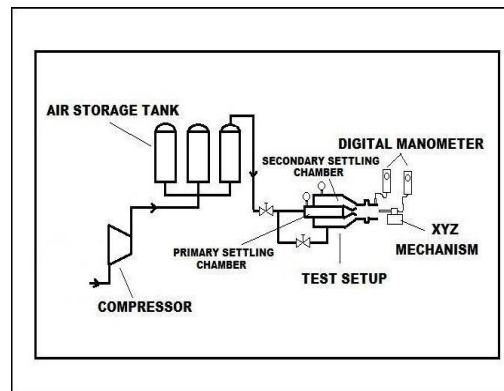 AIR STORAGE TANK
DIGITAL MANOMETER
SECONDARY SETTLING
CHAMBER
XYZ
MECHANISM
PRIMARY SETTLING
CHAMBER
TEST SETUP
COMPRESSOR